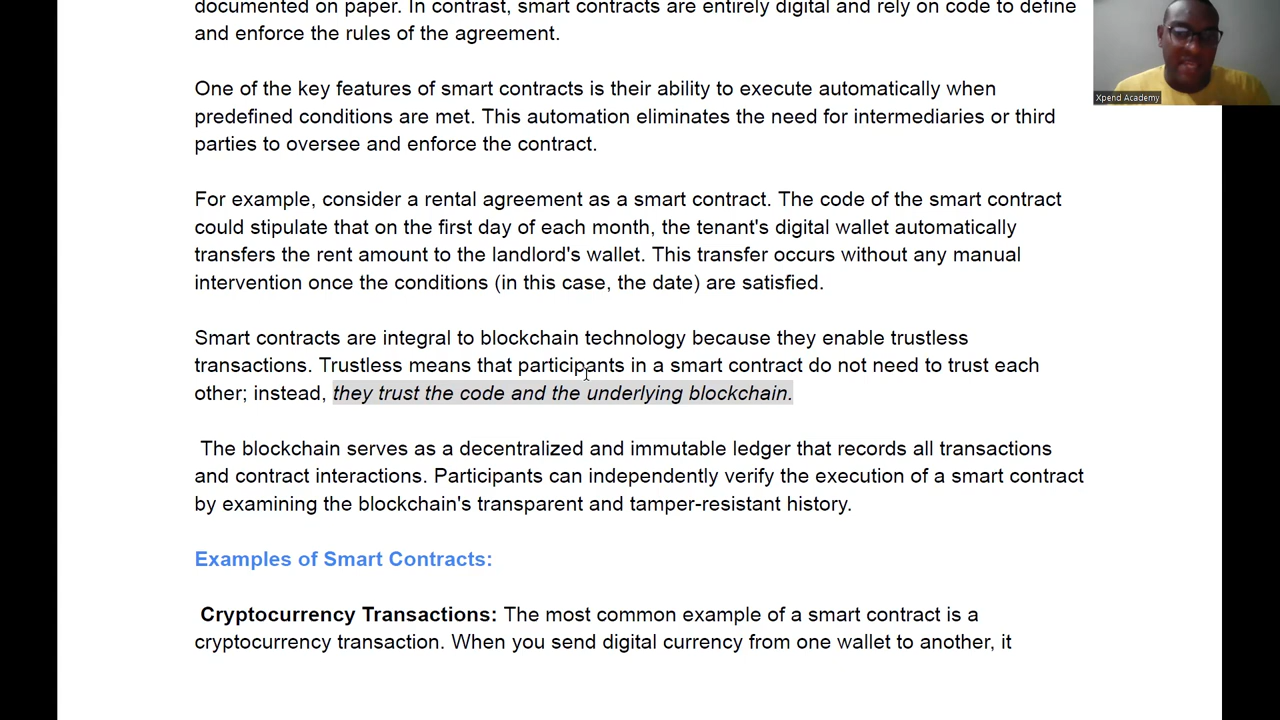 documented on paper. In contrast, smart contracts are entirely digital and rely on code to define
and enforce the rules of the agreement.
One of the key features of smart contracts is their ability to execute automatically when
predefined conditions are met. This automation eliminates the need for intermediaries or third
parties to oversee and enforce the contract.
For example, consider a rental agreement as a smart contract. The code of the smart contract
could stipulate that on the first day of each month, the tenant's digital wallet automatically
transfers the rent amount to the landlord's wallet. This transfer occurs without any manual
intervention once the conditions (in this case, the date) are satisfied.
Smart contracts are integral to blockchain technology because they enable trustless
transactions. Trustless means that participants in a smart contract do not need to trust each
other; instead, they trust the code and the underlying blockchain.
The blockchain serves as a decentralized and immutable ledger that records all transactions
and contract interactions. Participants can independently verify the execution of a smart contract
by examining the blockchain's transparent and tamper-resistant history.
Examples of Smart Contracts:
Cryptocurrency Transactions: The most common example of a smart contract is a
cryptocurrency transaction. When you send digital currency from one wallet to another, it
Xpend Academy